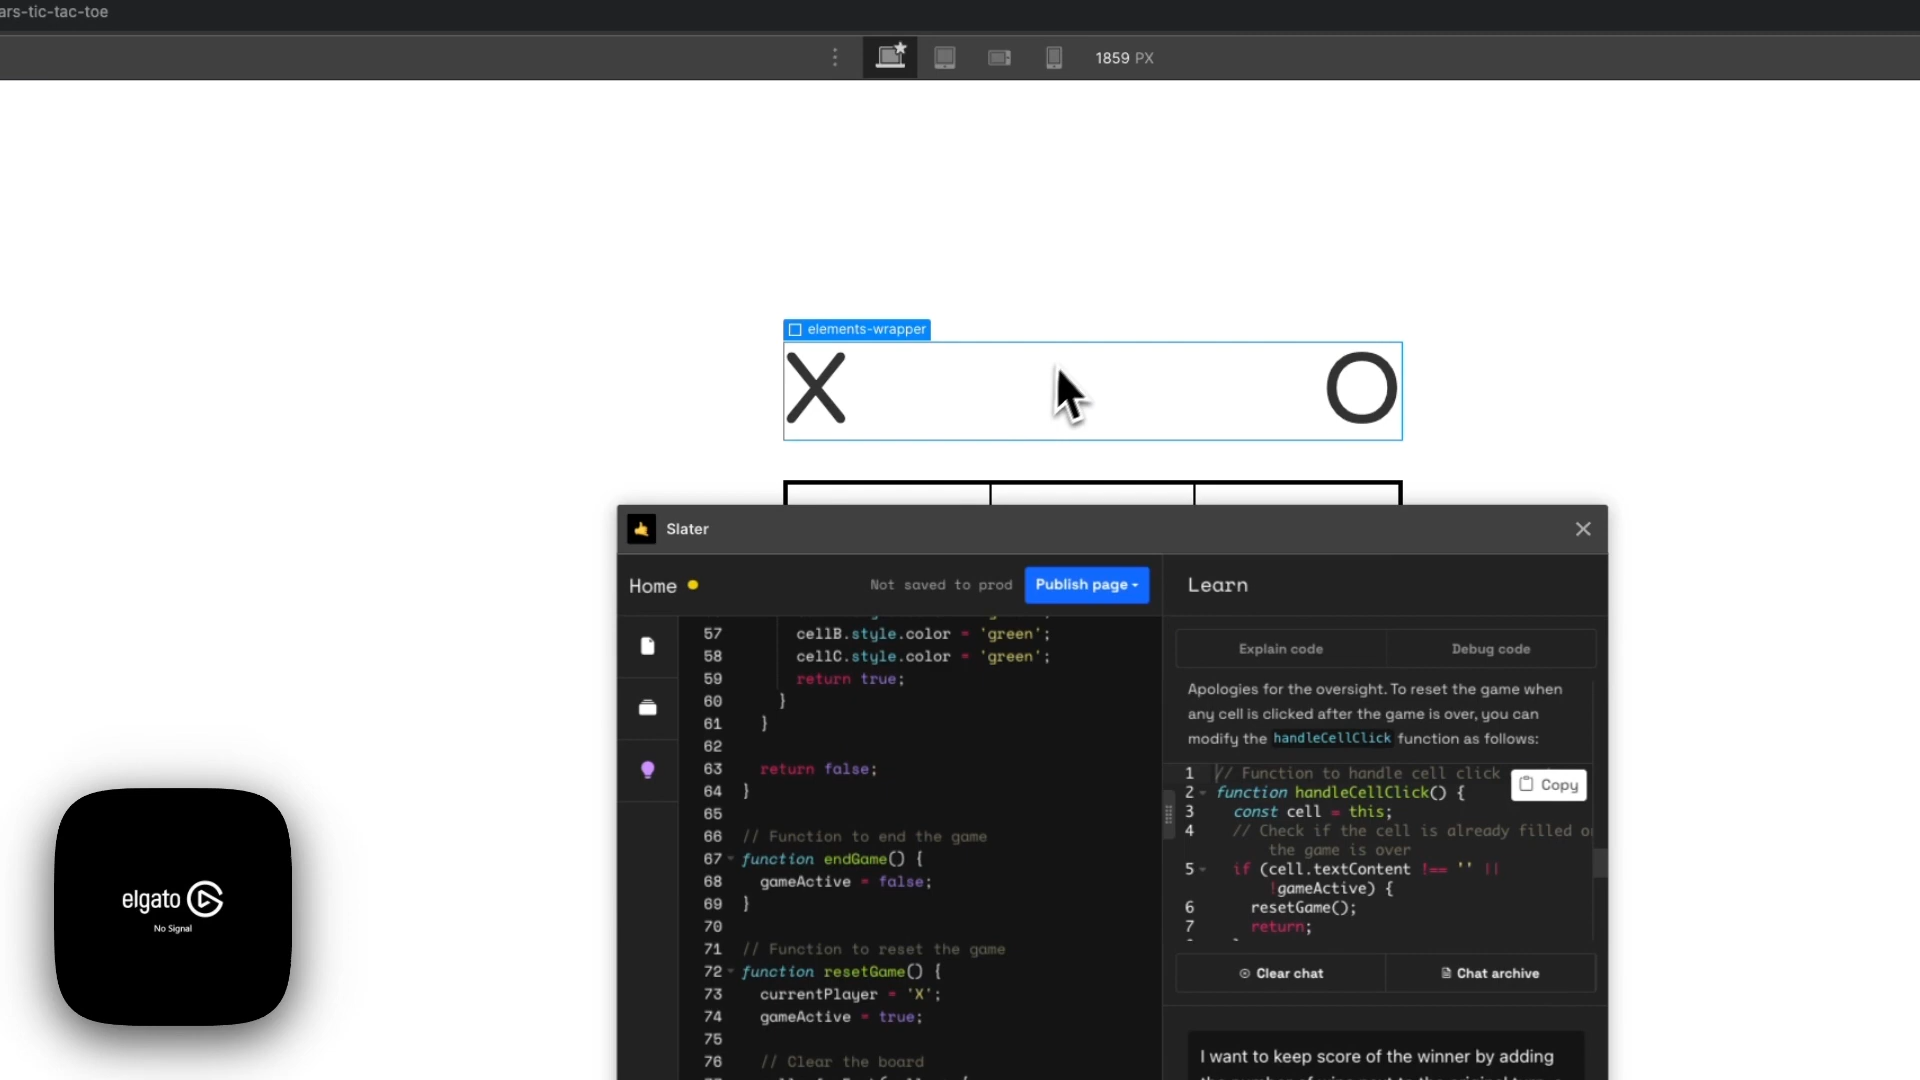 ars-tic-tac-toe
1859 PX
elements-wrapper
X
O
Slater
Home
Not saved to prod
Publish page
Learn
57 cellB.style.color = 'green';
58 cellC.style.color = 'green';
59 return true;
60 }
61 }
62
63 return false;
64 }
65
66 // Function to end the game
67 function endGame() {
68 gameActive = false;
69 }
70
71 // Function to reset the game
72 function resetGame() {
73 currentPlayer = 'X';
74 gameActive = true;
75
76 // Clear the board
Explain code
Debug code
Apologies for the oversight. To reset the game when
any cell is clicked after the game is over, you can
modify the handleCellClick function as follows:
1 // Function to handle cell click
Copy
2 function handleCellClick() {
3 const cell = this;
4 // Check if the cell is already filled
the game is over
5 if (cell.textContent !== '' ||
!gameActive) {
6 resetGame();
7 return;
Clear chat
Chat archive
I want to keep score of the winner by adding
elgato
No Signal